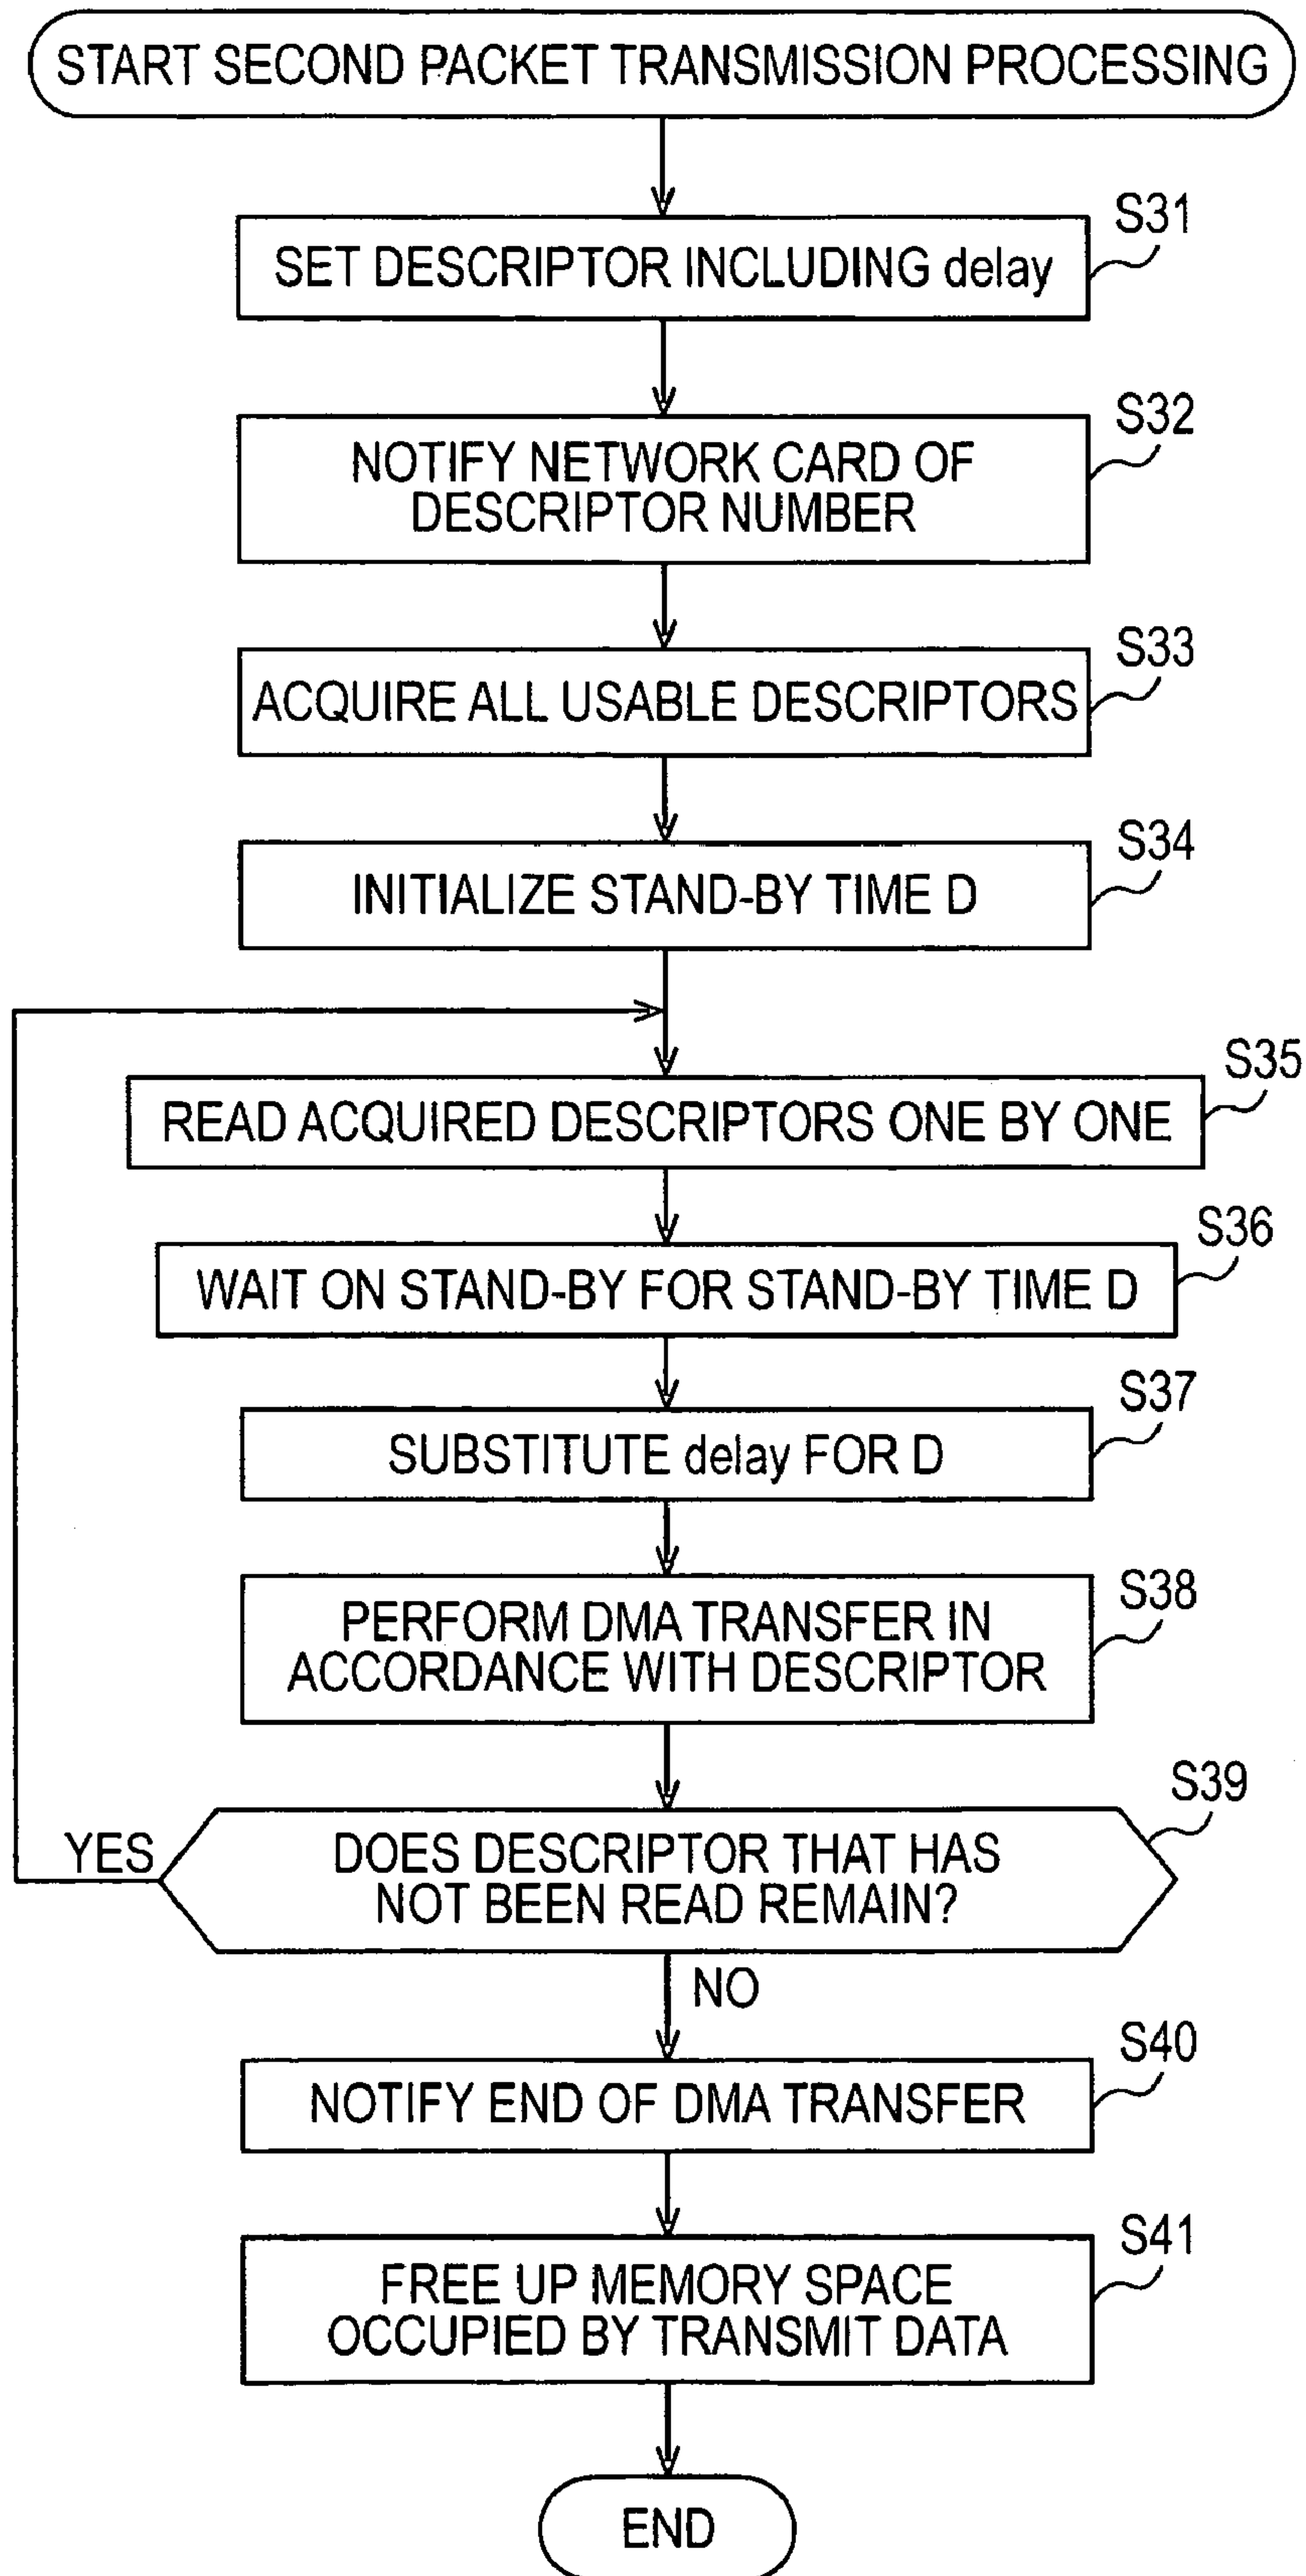 START SECOND PACKET TRANSMISSION PROCESSING
S31
SET DESCRIPTOR INCLUDING delay
S32
NOTIFY NETWORK CARD OF
DESCRIPTOR NUMBER
S33
ACQUIRE ALL USABLE DESCRIPTORS
S34
INITIALIZE STAND-BY TIME D
S35
READ ACQUIRED DESCRIPTORS ONE BY ONE
S36
WAIT ON STAND-BY FOR STAND-BY TIME D
S37
SUBSTITUTE delay FOR D
S38
PERFORM DMA TRANSFER IN
ACCORDANCE WITH DESCRIPTOR
S39
YES
DOES DESCRIPTOR THAT HAS
NOT BEEN READ REMAIN?
NO
S40
NOTIFY END OF DMA TRANSFER
S41
FREE UP MEMORY SPACE
OCCUPIED BY TRANSMIT DATA
END